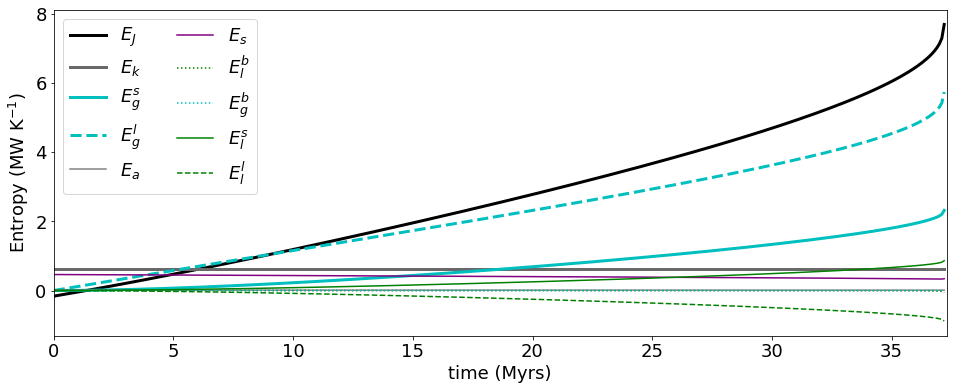 Entropy (MW K⁻¹)
8
6
4
2
0
E_J
E_k
E_g^s
E_g^l
E_a
E_s
E_l^b
E_g^b
E_l^s
E_l^l
0 5 10 15 20 25 30 35
time (Myrs)